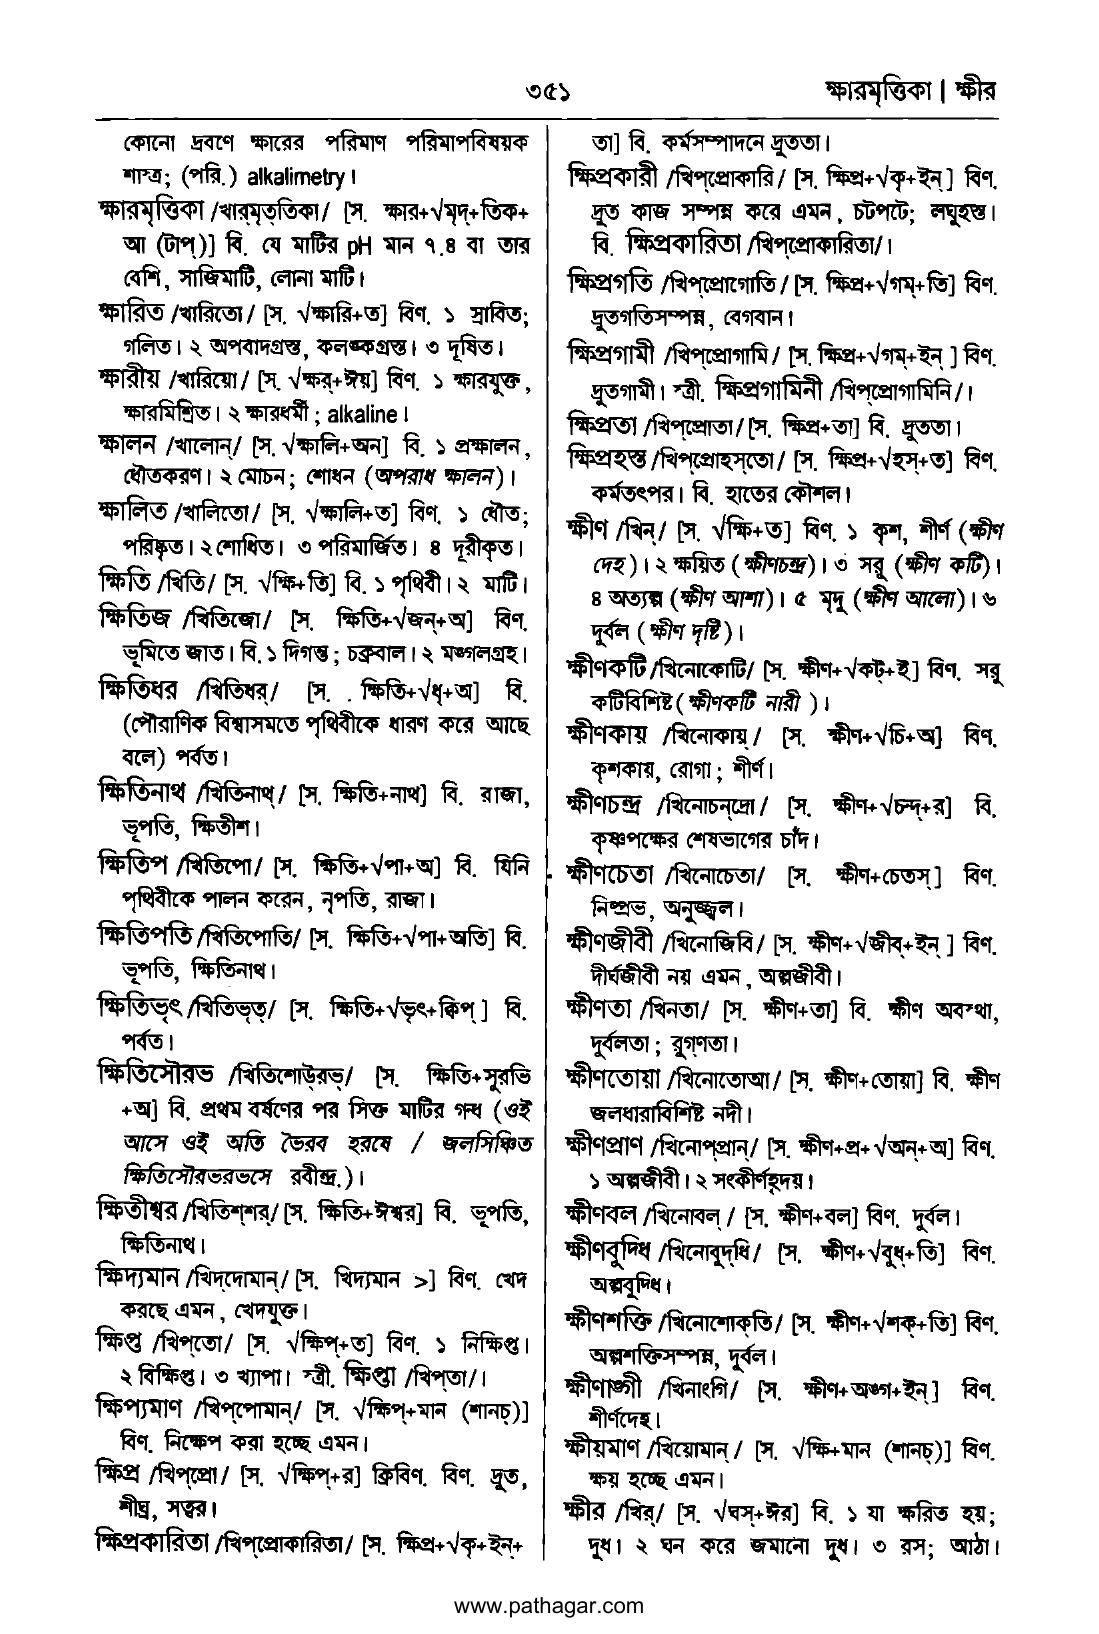 ৩৫১
ক্ষারমৃত্তিকা | ক্ষীর
কোনো দ্রবণে ক্ষারের পরিমাণ পরিমাপবিষয়ক
শাস্ত্র; (পরি.) alkalimetry।
ক্ষারমৃত্তিকা /খার্‌মৃত্‌তিকা/ [স. ক্ষার+√মৃদ্‌+তিক+
আ (টাপ্‌)] বি. যে মাটির pH মান ৭.৪ বা তার
বেশি, সাজিমাটি, লোনা মাটি।
ক্ষারিত /খারিতো/ [স. √ক্ষারি+ত] বিণ. ১ স্রাবিত;
গলিত। ২ অপবাদগ্রস্ত, কলঙ্কগ্রস্ত। ৩ দূষিত।
ক্ষারীয় /খারিয়ো/ [স. √ক্ষর্‌+ঈয়] বিণ. ১ ক্ষারযুক্ত,
ক্ষারমিশ্রিত। ২ ক্ষারধর্মী; alkaline।
ক্ষালন /খালোন্‌/ [স. √ক্ষালি+অন] বি. ১ প্রক্ষালন,
ধৌতকরণ। ২ মোচন; শোধন (অপরাধ ক্ষালন)।
ক্ষালিত /খালিতো/ [স. √ক্ষালি+ত] বিণ. ১ ধৌত;
পরিষ্কৃত। ২ শোধিত। ৩ পরিমার্জিত। ৪ দূরীকৃত।
ক্ষিতি /খিতি/ [স. √ক্ষি+তি] বি. ১ পৃথিবী। ২ মাটি।
ক্ষিতিজ /খিতিজো/ [স. ক্ষিতি+√জন্‌+অ] বিণ.
ভূমিতে জাত। বি. ১ দিগন্ত; চক্রবাল। ২ মঙ্গলগ্রহ।
ক্ষিতিধর /খিতিধর্‌/ [স. ক্ষিতি+√ধৃ+অ] বি.
(পৌরাণিক বিশ্বাসমতে পৃথিবীকে ধারণ করে আছে
বলে) পর্বত।
ক্ষিতিনাথ /খিতিনাথ্‌/ [স. ক্ষিতি+নাথ] বি. রাজা,
ভূপতি, ক্ষিতীশ।
ক্ষিতিপ /খিতিপো/ [স. ক্ষিতি+√পা+অ] বি. যিনি
পৃথিবীকে পালন করেন, নৃপতি, রাজা।
ক্ষিতিপতি /খিতিপোতি/ [স. ক্ষিতি+√পা+অতি] বি.
ভূপতি, ক্ষিতিনাথ।
ক্ষিতিভৃৎ /খিতিভৃত্‌/ [স. ক্ষিতি+√ভৃৎ+ক্বিপ্‌] বি.
পর্বত।
ক্ষিতিসৌরভ /খিতিশোউ্‌রভ্‌/ [স. ক্ষিতি+সুরভি
+অ] বি. প্রথম বর্ষণের পর সিক্ত মাটির গন্ধ (ওই
আসে ওই অতি ভৈরব হরষে / জলসিঞ্চিত
ক্ষিতিসৌরভরভসে রবীন্দ্র.)।
ক্ষিতীশ্বর /খিতিশ্‌শর্‌/ [স. ক্ষিতি+ঈশ্বর] বি. ভূপতি,
ক্ষিতিনাথ।
ক্ষিদ্যমান /খিদ্‌দোমান্‌/ [স. খিদ্যমান >] বিণ. খেদ
করছে এমন, খেদযুক্ত।
ক্ষিপ্ত /খিপ্‌তো/ [স. √ক্ষিপ্‌+ত] বিণ. ১ নিক্ষিপ্ত।
২ বিক্ষিপ্ত। ৩ খ্যাপা। স্ত্রী. ক্ষিপ্তা /খিপ্‌তা/।
ক্ষিপ্যমাণ /খিপ্‌পোমান্‌/ [স. √ক্ষিপ্‌+মান (শানচ্‌)]
বিণ. নিক্ষেপ করা হচ্ছে এমন।
ক্ষিপ্র /খিপ্‌প্রো/ [স. √ক্ষিপ্‌+র] ক্রিবিণ. বিণ. দ্রুত,
শীঘ্র, সত্বর।
ক্ষিপ্রকারিতা /খিপ্‌প্রোকারিতা/ [স. ক্ষিপ্র+√কৃ+ইন্‌+
তা] বি. কর্মসম্পাদনে দ্রুততা।
ক্ষিপ্রকারী /খিপ্‌প্রোকারি/ [স. ক্ষিপ্র+√কৃ+ইন্‌] বিণ.
দ্রুত কাজ সম্পন্ন করে এমন, চটপটে; লঘুহস্ত।
বি. ক্ষিপ্রকারিতা /খিপ্‌প্রোকারিতা/।
ক্ষিপ্রগতি /খিপ্‌প্রোগোতি/ [স. ক্ষিপ্র+√গম্‌+তি] বিণ.
দ্রুতগতিসম্পন্ন, বেগবান।
ক্ষিপ্রগামী /খিপ্‌প্রোগামি/ [স. ক্ষিপ্র+√গম্‌+ইন্‌ ] বিণ.
দ্রুতগামী। স্ত্রী. ক্ষিপ্রগামিনী /খিপ্‌প্রোগামিনি/।
ক্ষিপ্রতা /খিপ্‌প্রোতা/ [স. ক্ষিপ্র+তা] বি. দ্রুততা।
ক্ষিপ্রহস্ত /খিপ্‌প্রোহস্‌তো/ [স. ক্ষিপ্র+√হস্‌+ত] বিণ.
কর্মতৎপর। বি. হাতের কৌশল।
ক্ষীণ /খিন্‌/ [স. √ক্ষি+ত] বিণ. ১ কৃশ, শীর্ণ (ক্ষীণ
দেহ)। ২ ক্ষয়িত (ক্ষীণচন্দ্র)। ৩ সরু (ক্ষীণ কটি)।
৪ অত্যল্প (ক্ষীণ আশা)। ৫ মৃদু (ক্ষীণ আলো)। ৬
দুর্বল (ক্ষীণ দৃষ্টি)।
ক্ষীণকটি /খিনোকোটি/ [স. ক্ষীণ+√কট্‌+ই] বিণ. সরু
কটিবিশিষ্ট (ক্ষীণকটি নারী )।
ক্ষীণকায় /খিনোকায়্‌/ [স. ক্ষীণ+√চি+অ] বিণ.
কৃশকায়, রোগা; শীর্ণ।
ক্ষীণচন্দ্র /খিনোচন্‌দ্রো/ [স. ক্ষীণ+√চন্দ্‌+র] বি.
কৃষ্ণপক্ষের শেষভাগের চাঁদ।
ক্ষীণচেতা /খিনোচেতা/ [স. ক্ষীণ+চেতস্‌] বিণ.
নিষ্প্রভ, অনুজ্জ্বল।
ক্ষীণজীবী /খিনোজিবি/ [স. ক্ষীণ+√জীব্‌+ইন্‌ ] বিণ.
দীর্ঘজীবী নয় এমন, অল্পজীবী।
ক্ষীণতা /খিনতা/ [স. ক্ষীণ+তা] বি. ক্ষীণ অবস্থা,
দুর্বলতা; রুগ্‌ণতা।
ক্ষীণতোয়া /খিনোতোআ/ [স. ক্ষীণ+তোয়া] বি. ক্ষীণ
জলধারাবিশিষ্ট নদী।
ক্ষীণপ্রাণ /খিনোপ্‌প্রান্‌/ [স. ক্ষীণ+প্র+√অন্‌+অ] বিণ.
১ অল্পজীবী। ২ সংকীর্ণহৃদয়।
ক্ষীণবল /খিনোবল্‌/ [স. ক্ষীণ+বল] বিণ. দুর্বল।
ক্ষীণবুদ্ধি /খিনোবুদ্‌ধি/ [স. ক্ষীণ+√বুধ্‌+তি] বিণ.
অল্পবুদ্ধি।
ক্ষীণশক্তি /খিনোশোক্‌তি/ [স. ক্ষীণ+√শক্‌+তি] বিণ.
অল্পশক্তিসম্পন্ন, দুর্বল।
ক্ষীণাঙ্গী /খিনাংগি/ [স. ক্ষীণ+অঙ্গ+ইন্‌] বিণ.
শীর্ণদেহ।
ক্ষীয়মাণ /খিয়োমান্‌/ [স. √ক্ষি+মান (শানচ্‌)] বিণ.
ক্ষয় হচ্ছে এমন।
ক্ষীর /খির্‌/ [স. √ঘস্‌+ঈর] বি. ১ যা ক্ষরিত হয়;
দুধ। ২ ঘন করে জমানো দুধ। ৩ রস; আঠা।
www.pathagar.com